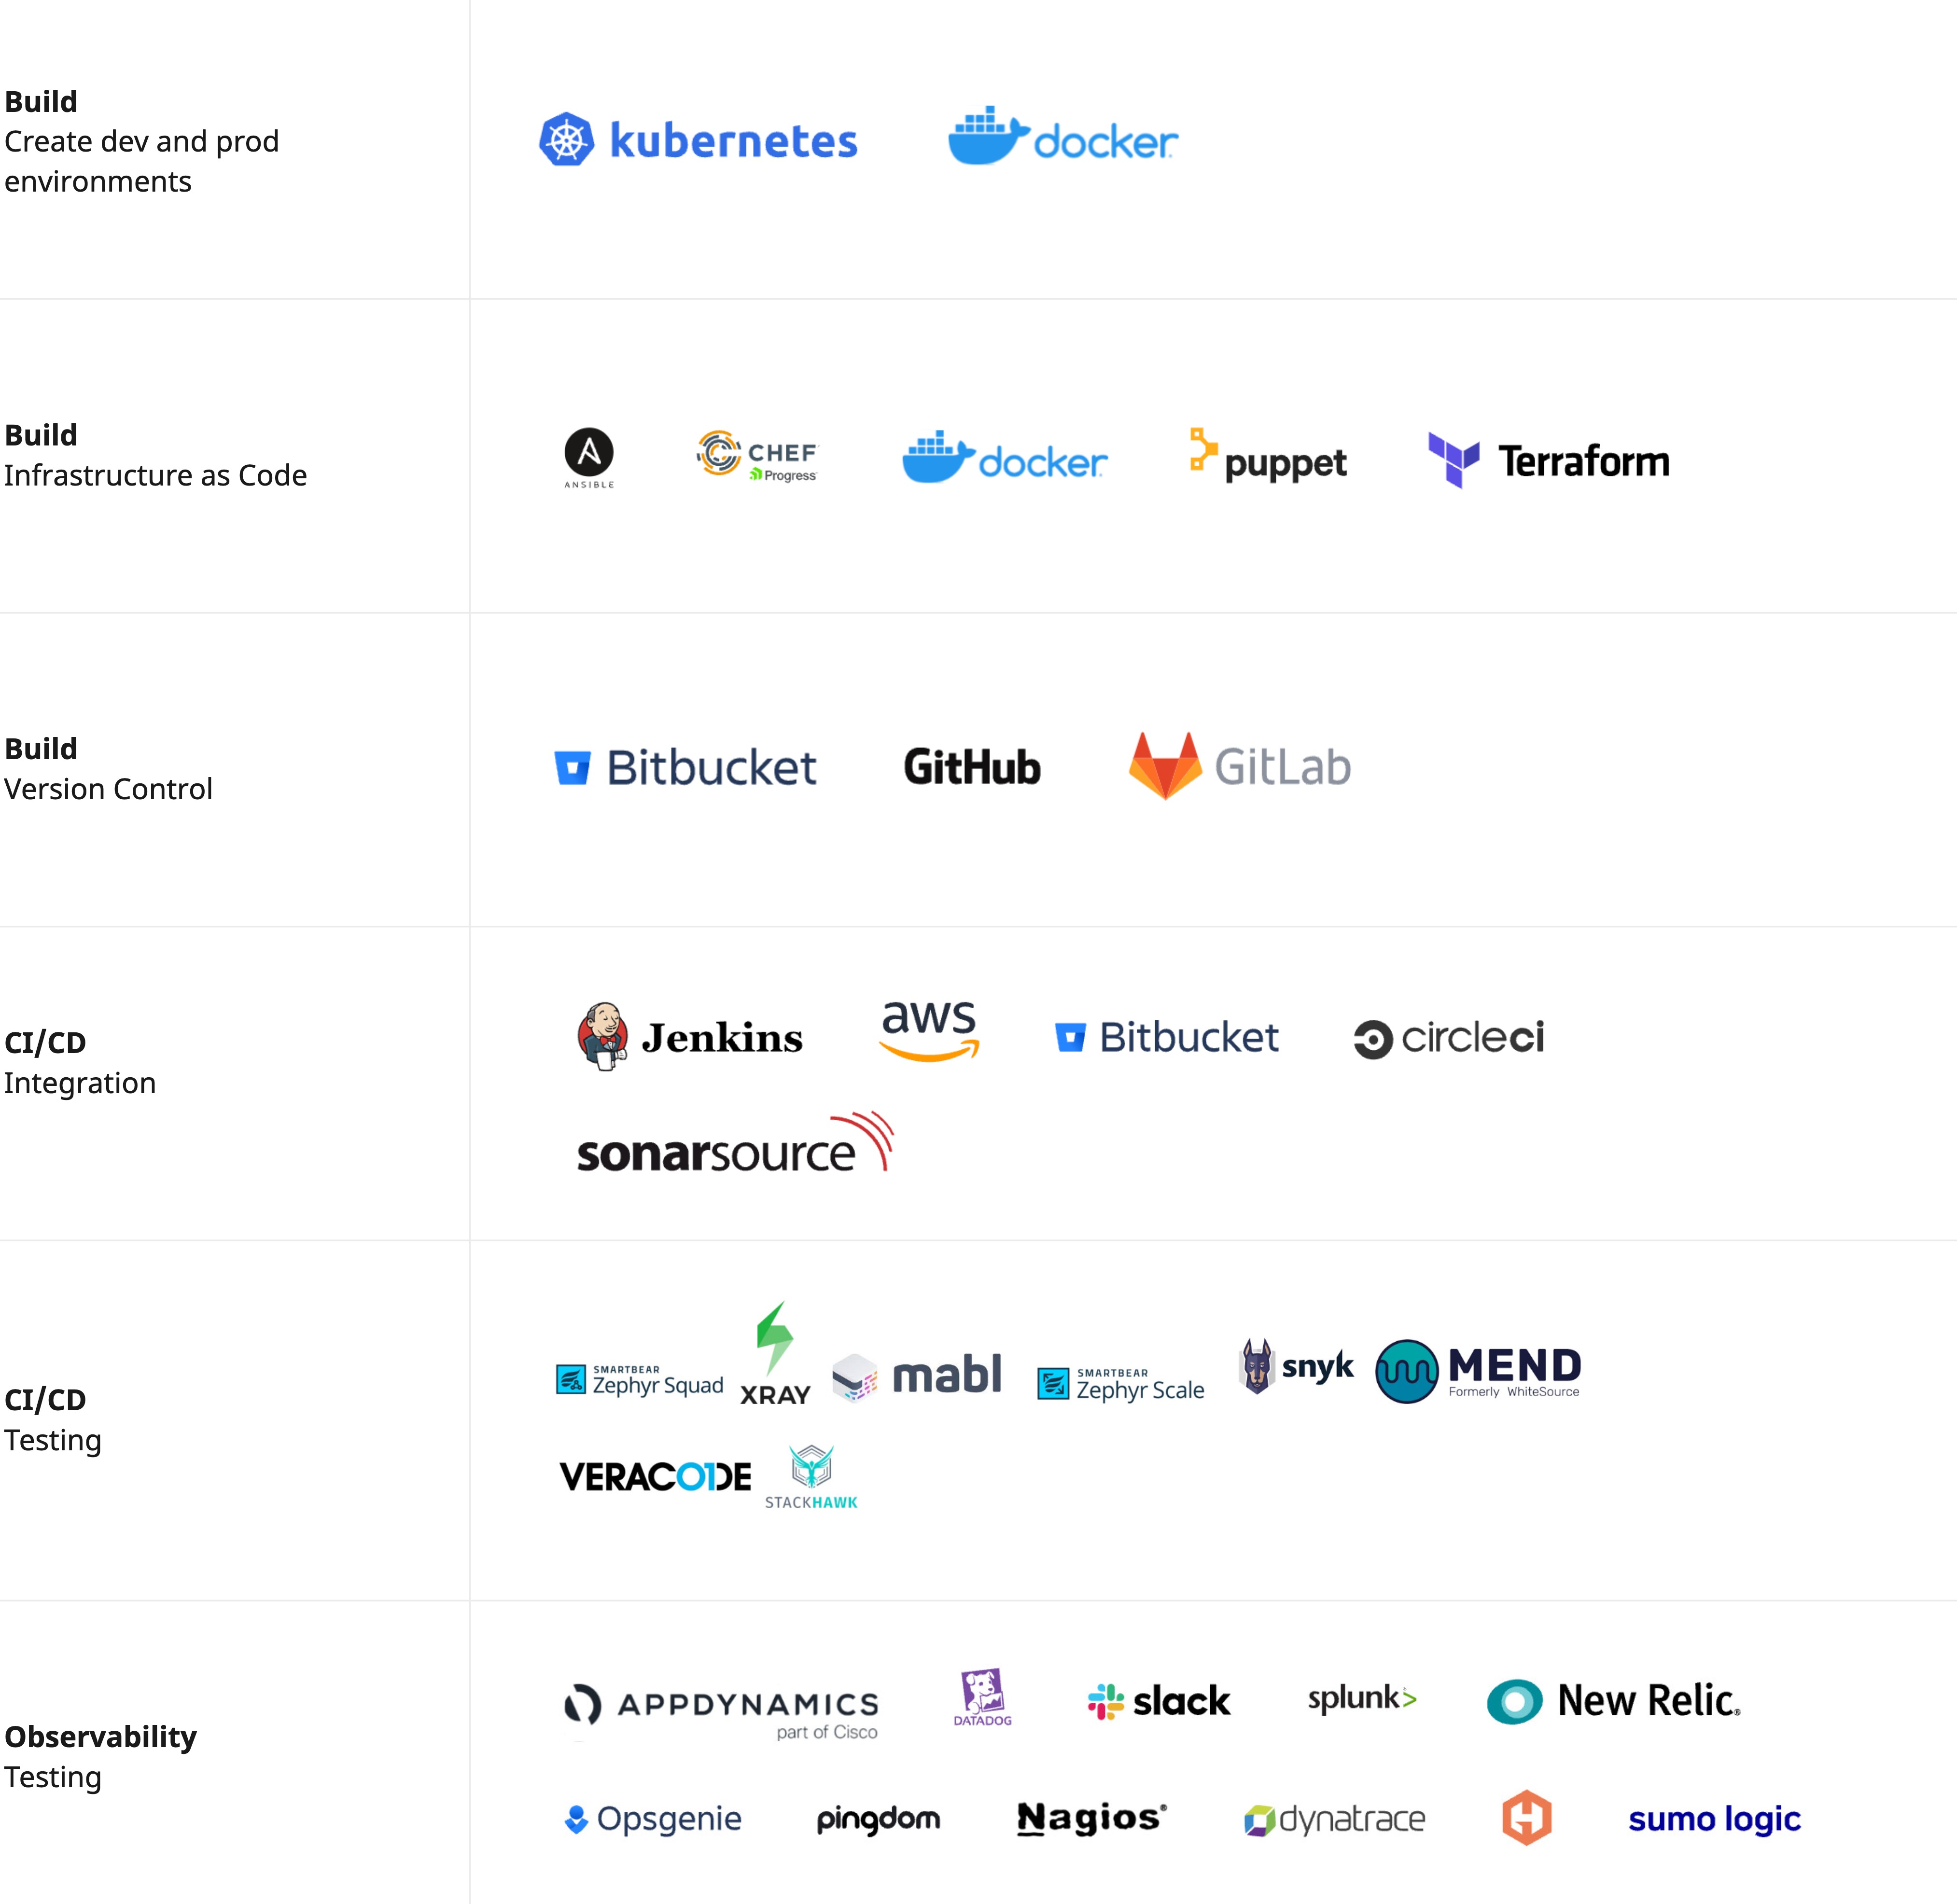 Build
Create dev and prod
environments
kubernetes
docker
Build
Infrastructure as Code
ANSIBLE
CHEF
Progress
docker
puppet
Terraform
Build
Version Control
Bitbucket
GitHub
GitLab
CI/CD
Integration
Jenkins
aws
Bitbucket
circleci
sonarsource
CI/CD
Testing
SMARTBEAR
Zephyr Squad
XRAY
mabl
SMARTBEAR
Zephyr Scale
snyk
MEND
Formerly WhiteSource
VERACODE
STACKHAWK
Observability
Testing
APPDYNAMICS
part of Cisco
DATADOG
slack
splunk>
New Relic®
Opsgenie
pingdom
Nagios®
dynatrace
sumo logic